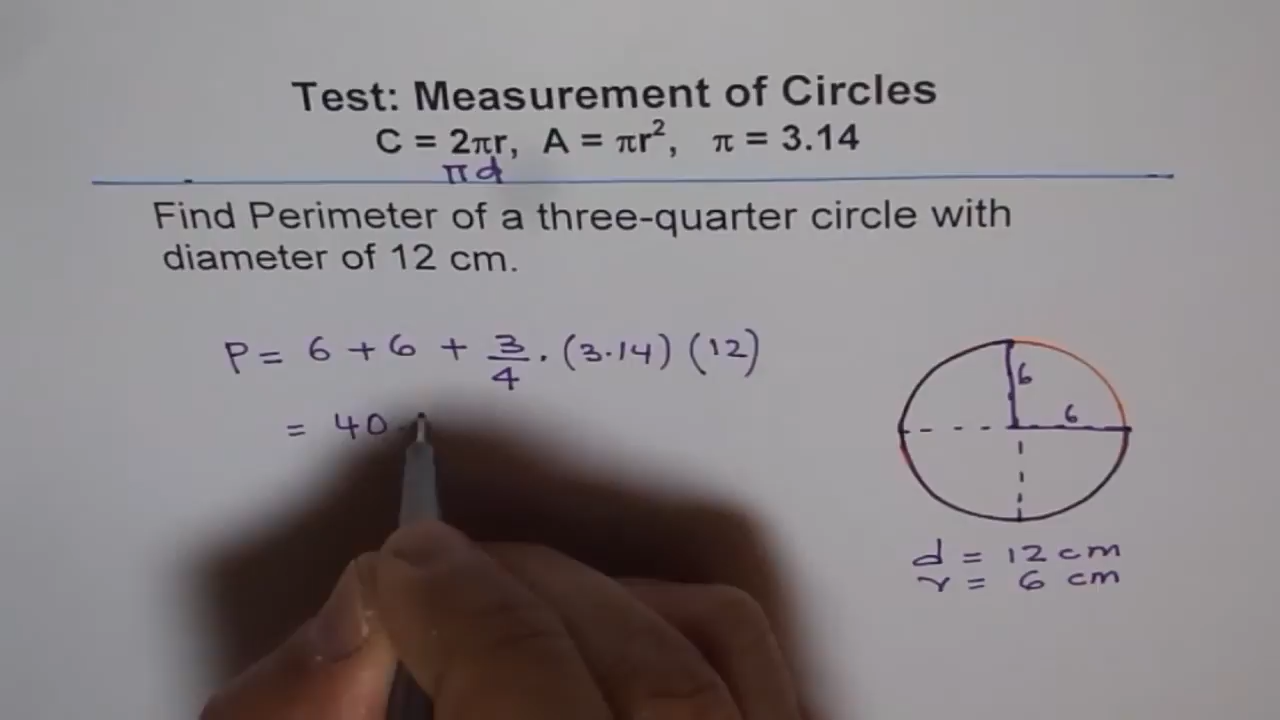 Test: Measurement of Circles
C = 2πr, A = πr², π = 3.14
πd
Find Perimeter of a three-quarter circle with
diameter of 12 cm.
P = 6 + 6 + 3/4 · (3.14) (12)
= 40
6
6
d = 12 cm
r = 6 cm